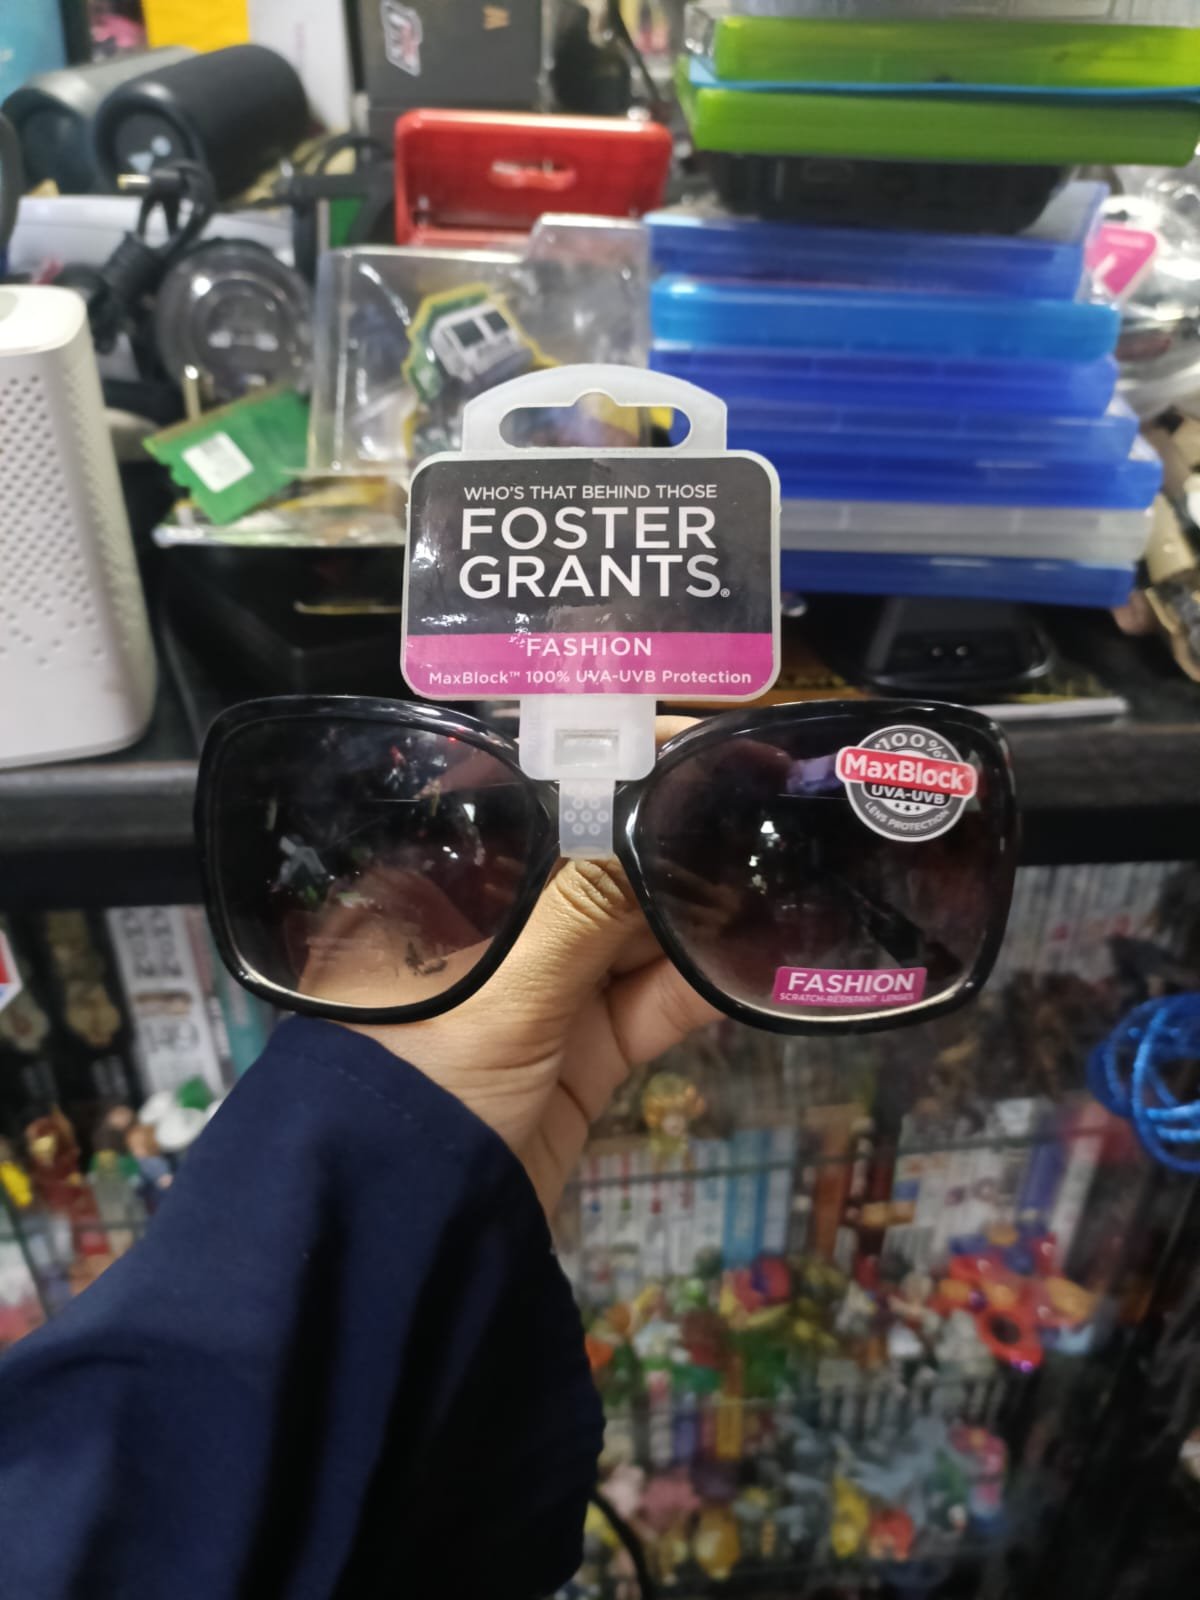 WHO'S THAT BEHIND THOSE
FOSTER
GRANTS®
FASHION
MaxBlock™ 100% UVA-UVB Protection
100%
MaxBlock
UVA-UVB
LENS PROTECTION
FASHION
SCRATCH-RESISTANT LENSES